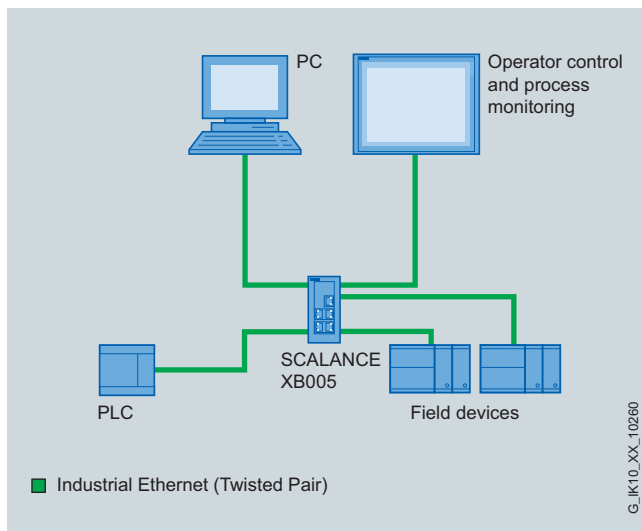 PC
Operator control
and process
monitoring
SCALANCE
XB005
PLC
Field devices
Industrial Ethernet (Twisted Pair)
G_IK10_XX_10260